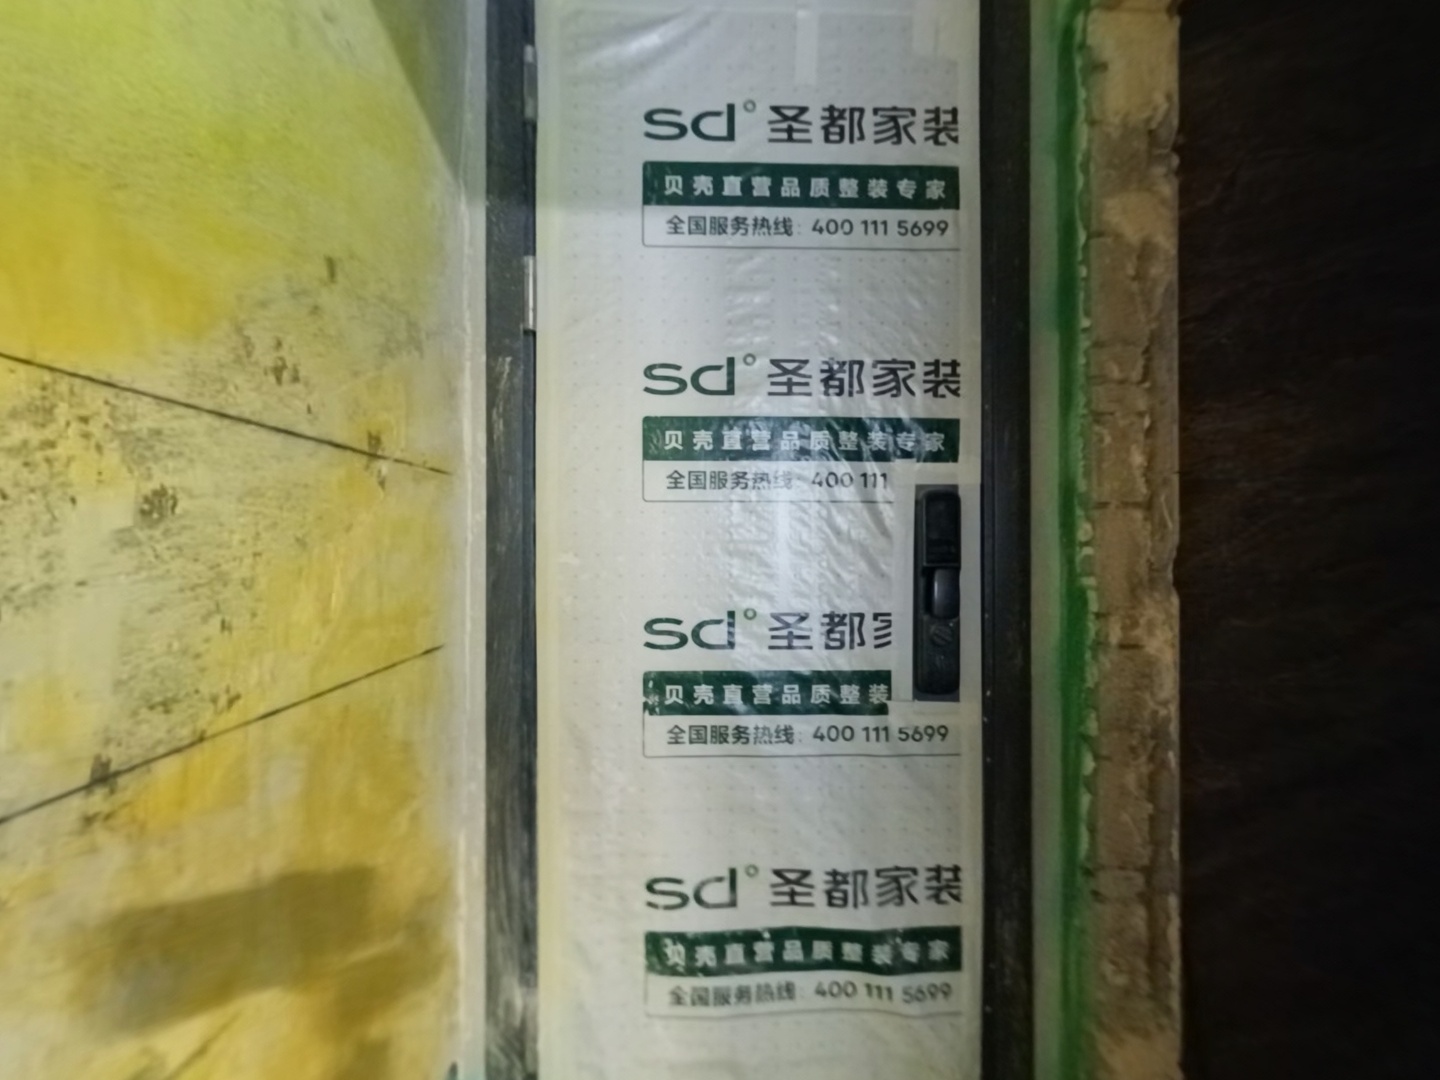 sd° 圣都家装
贝壳直营品质整装专家
全国服务热线: 400 111 5699
sd° 圣都家装
贝壳直营品质整装专家
全国服务热线: 400 111
sd° 圣都
贝壳直营品质整装
全国服务热线: 400 111 5699
sd° 圣都家装
贝壳直营品质整装专家
全国服务热线: 400 111 5699